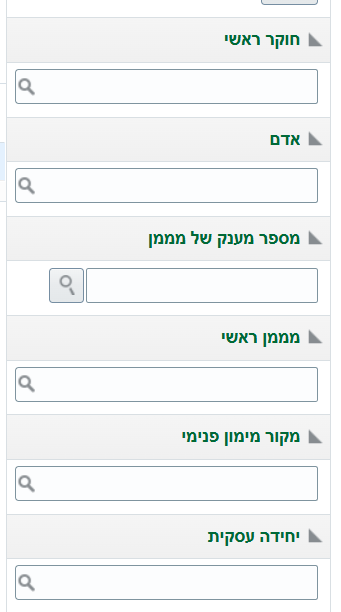 חוקר ראשי
אדם
מספר מענק של מממן
מממן ראשי
מקור מימון פנימי
יחידה עסקית